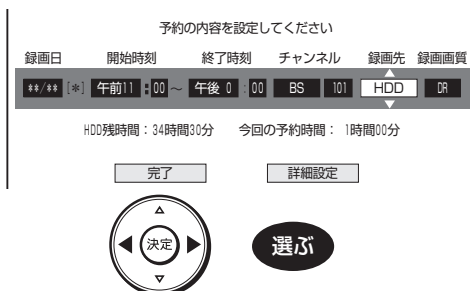 予約の内容を設定してください
録画日 開始時刻 終了時刻 チャンネル 録画先 録画画質
**/** [*] 午前11:00～ 午後 0:00 BS 101 HDD DR
HDD残時間：34時間30分 今回の予約時間： 1時間00分
完了 詳細設定
決定 選ぶ